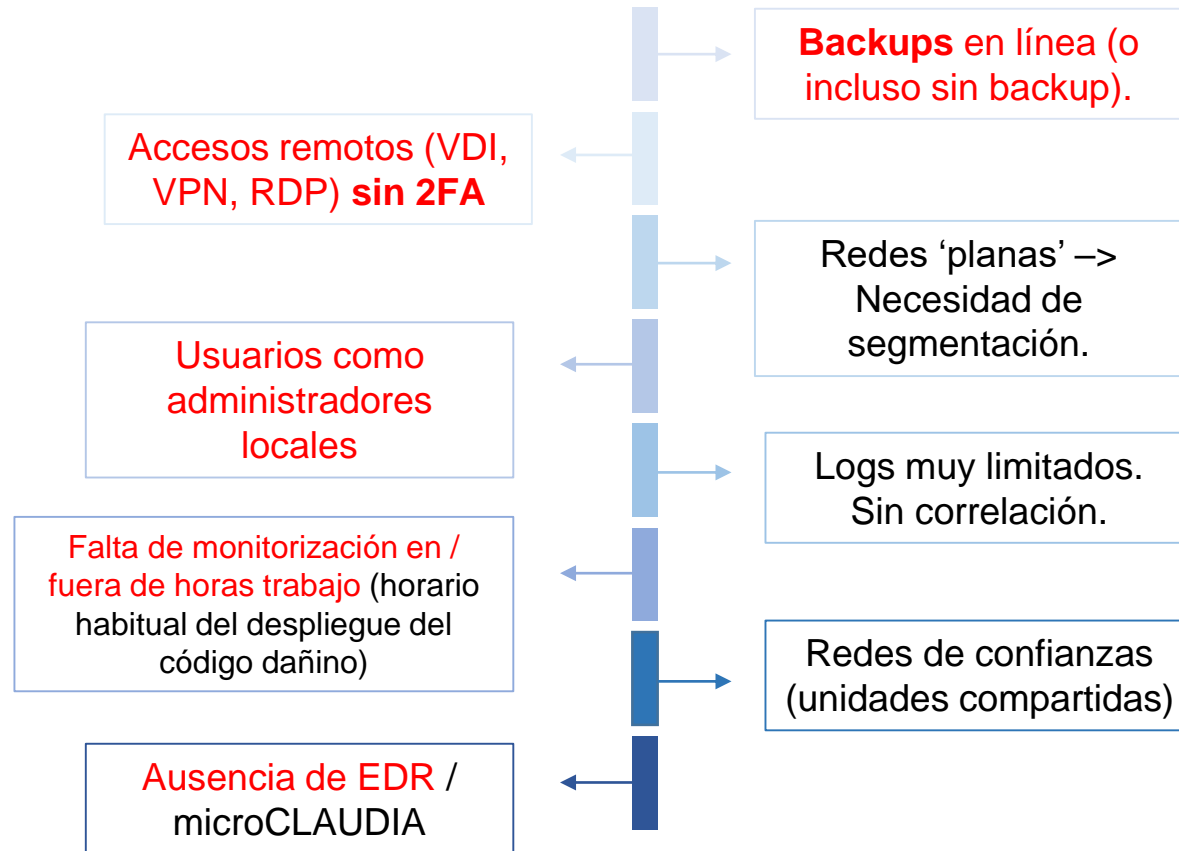 Backups en línea (o
incluso sin backup).
Accesos remotos (VDI,
VPN, RDP) sin 2FA
Redes ‘planas’ –>
Necesidad de
segmentación.
Usuarios como
administradores
locales
Logs muy limitados.
Sin correlación.
Falta de monitorización en /
fuera de horas trabajo (horario
habitual del despliegue del
código dañino)
Redes de confianzas
(unidades compartidas)
Ausencia de EDR /
microCLAUDIA